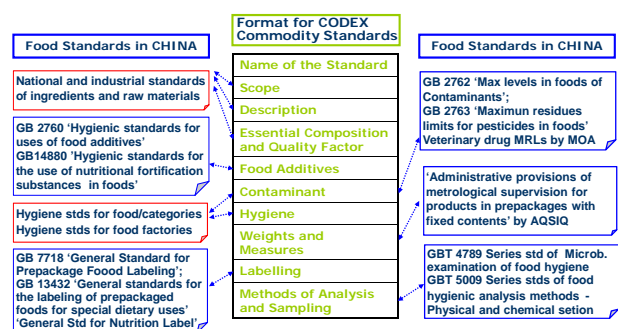 Format for CODEX
Commodity Standards
Food Standards in CHINA
National and industrial standards
of ingredients and raw materials
GB 2760 ‘Hygienic standards for
uses of food additives’
GB14880 ’Hygienic standards for
the use of nutritional fortification
substances in foods’
Hygiene stds for food/categories
Hygiene stds for food factories
GB 7718 ‘General Standard for
Prepackage Foood Labeling’;
GB 13432 ‘General standards for
the labeling of prepackaged
foods for special dietary uses’
‘General Std for Nutrition Label’
Name of the Standard
Scope
Description
Essential Composition
and Quality Factor
Food Additives
Contaminant
Hygiene
Weights and
Measures
Labelling
Methods of Analysis
and Sampling
Food Standards in CHINA
GB 2762 ‘Max levels in foods of
Contaminants’;
GB 2763 ‘Maximun residues
limits for pesticides in foods’
Veterinary drug MRLs by MOA
‘Administrative provisions of
metrological supervision for
products in prepackages with
fixed contents’ by AQSIQ
GBT 4789 Series std of Microb.
examination of food hygiene
GBT 5009 Series stds of food
hygienic analysis methods -
Physical and chemical setion